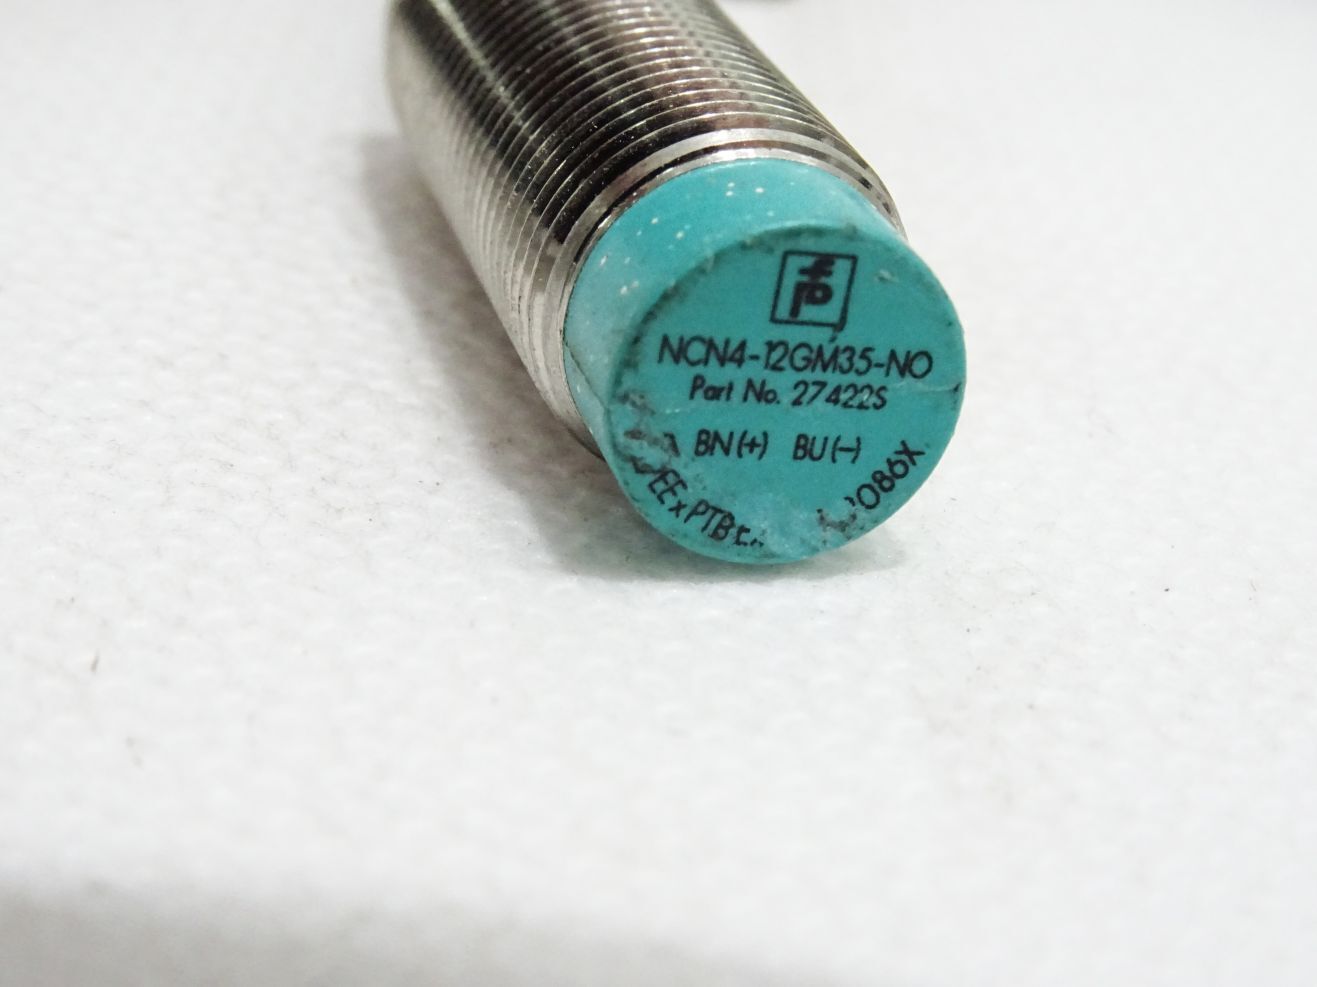 NCN4-12GM35-NO
Part No. 27422S
BN(+) BU(-)
EEx PTB
086X